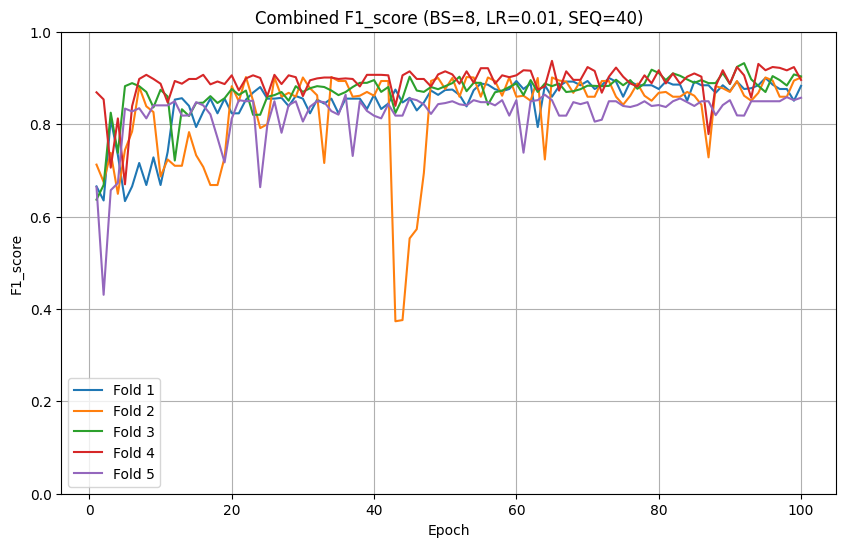 Combined F1_score (BS=8, LR=0.01, SEQ=40)
1.0
0.8
0.6
0.4
0.2
0.0
F1_score
Fold 1
Fold 2
Fold 3
Fold 4
Fold 5
0 20 40 60 80 100
Epoch